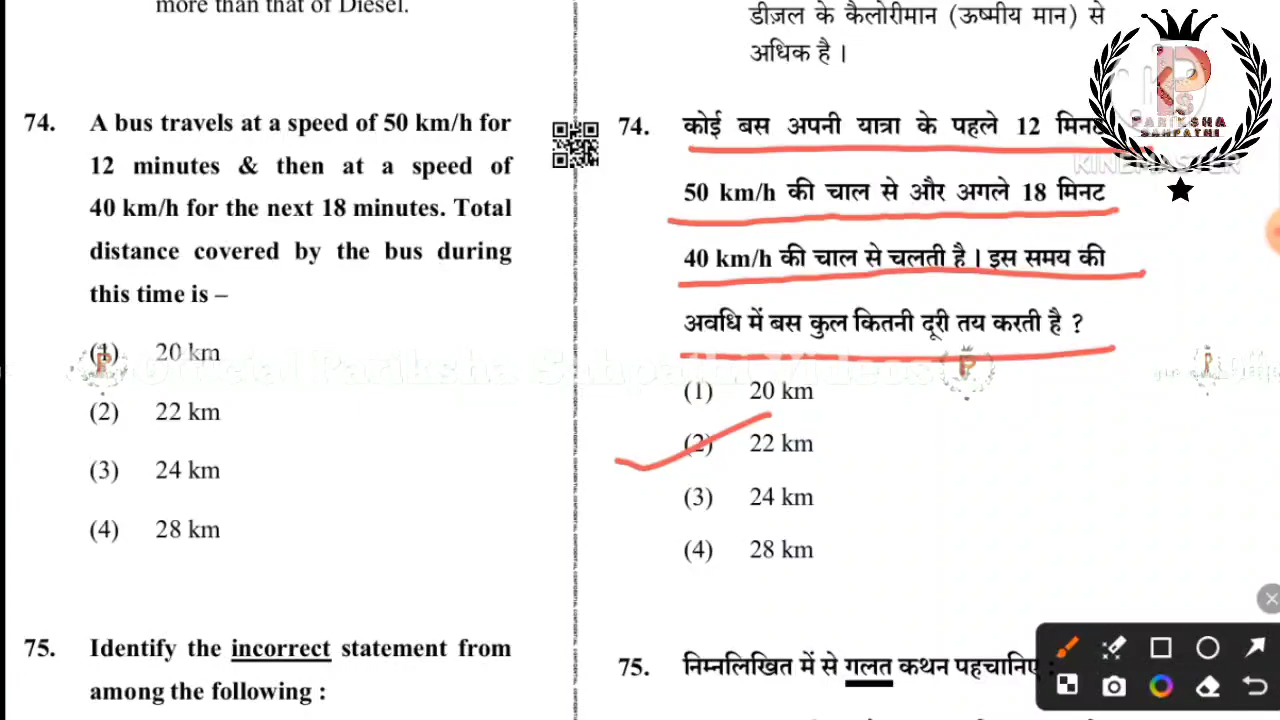 more than that of Diesel.
74. A bus travels at a speed of 50 km/h for
12 minutes & then at a speed of
40 km/h for the next 18 minutes. Total
distance covered by the bus during
this time is –
(1) 20 km
(2) 22 km
(3) 24 km
(4) 28 km
75. Identify the incorrect statement from
among the following :
डीज़ल के कैलोरीमान (ऊष्मीय मान) से
अधिक है ।
74. कोई बस अपनी यात्रा के पहले 12 मिनट
50 km/h की चाल से और अगले 18 मिनट
40 km/h की चाल से चलती है । इस समय की
अवधि में बस कुल कितनी दूरी तय करती है ?
(1) 20 km
(2) 22 km
(3) 24 km
(4) 28 km
75. निम्नलिखित में से गलत कथन पहचानिए :
PARIKSHA
SAHPATHI
KINEMASTER
Official Pariksha Sahpathi Videos